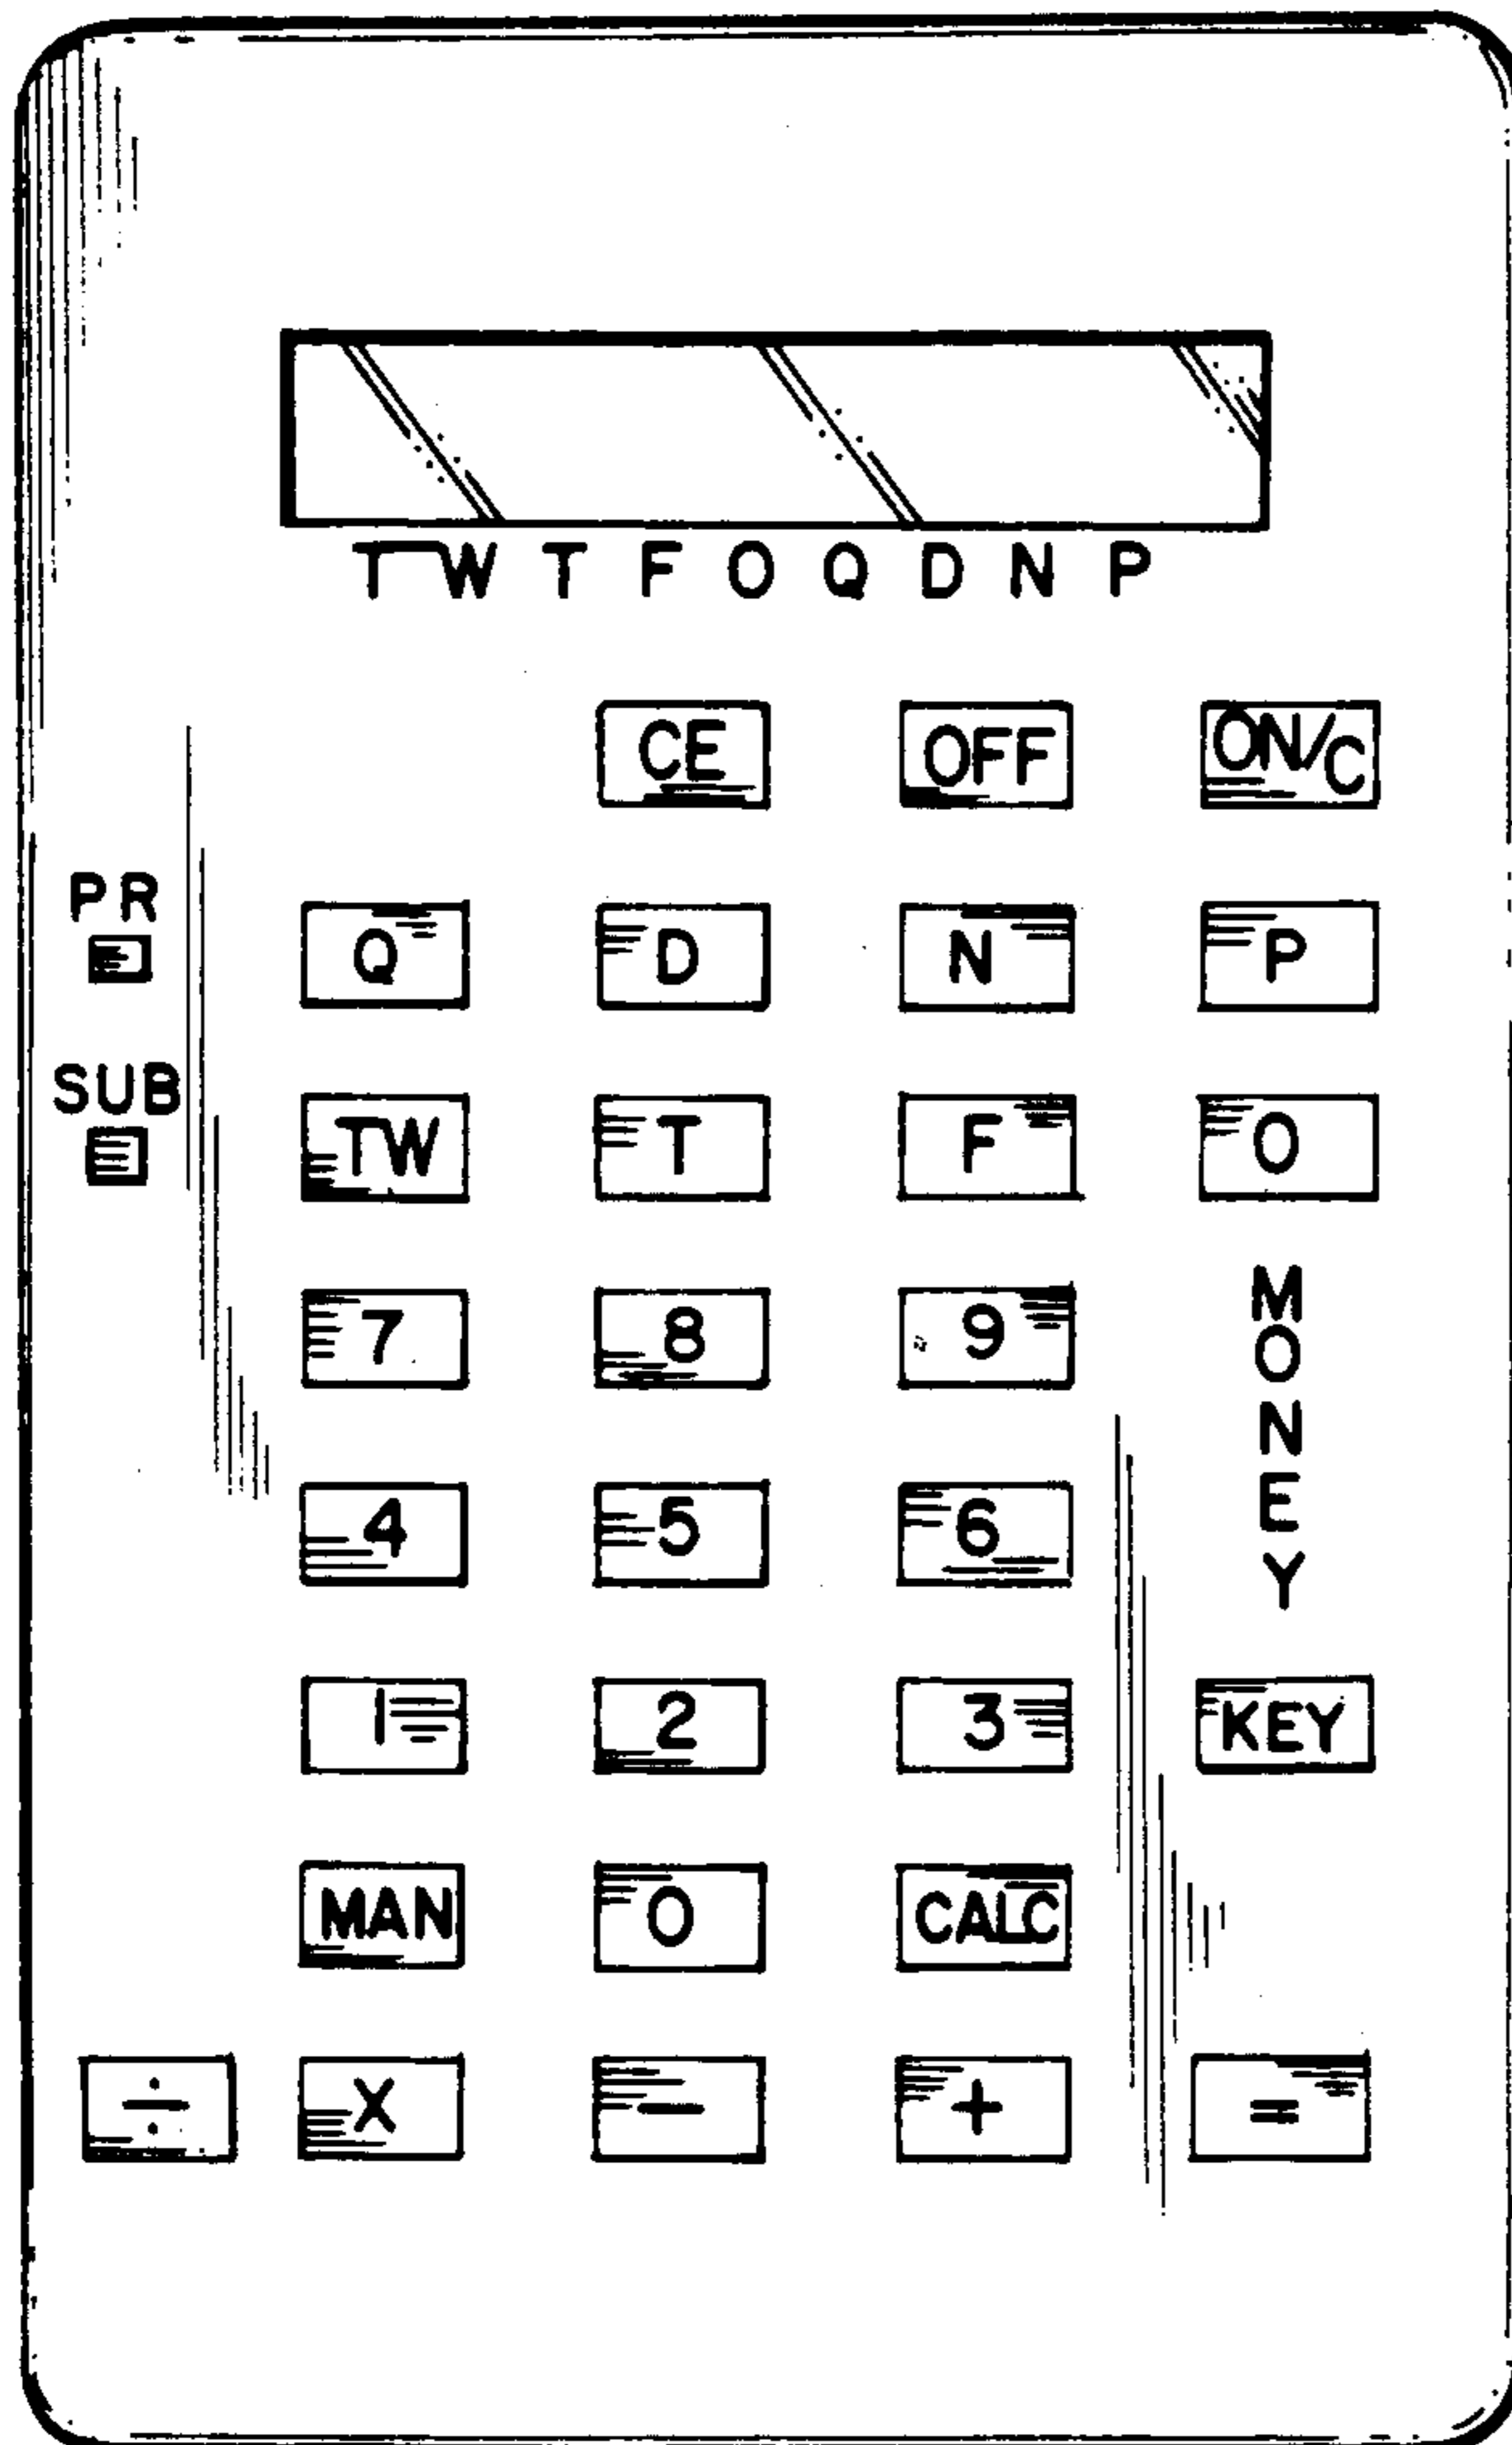 TW T F O Q D N P
CE OFF ON/C
PR
Q D N P
SUB
TW T F O
7 8 9
MONEY
4 5 6
1 2 3 KEY
MAN 0 CALC
÷ X − + =